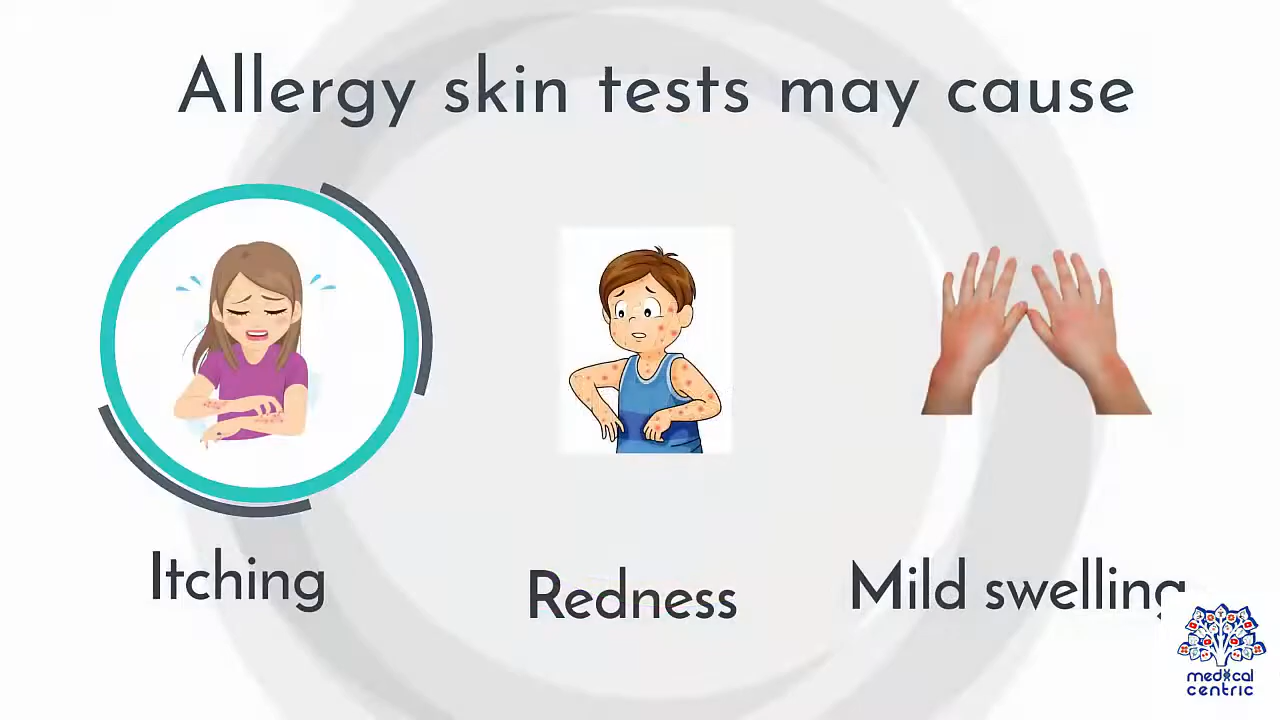 Allergy skin tests may cause
Itching
Redness
Mild swelling
medical
centric